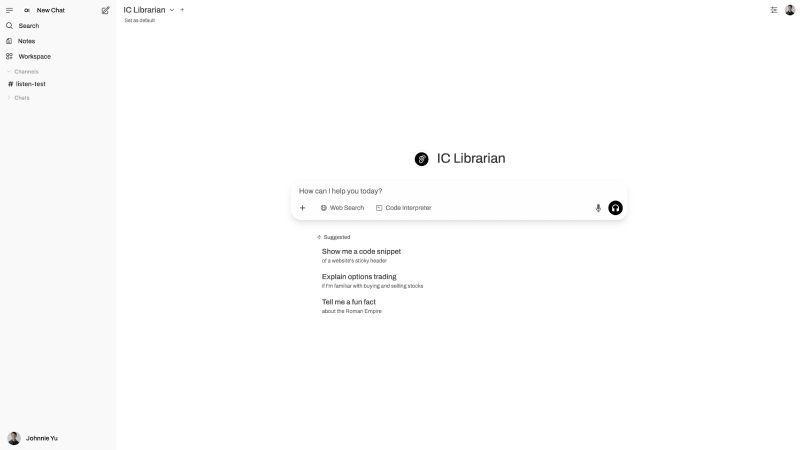 OI New Chat
Search
Notes
Workspace
Channels
# listen-test
Chats
Johnnie Yu
IC Librarian
Set as default
IC Librarian
How can I help you today?
Web Search
Code Interpreter
Suggested
Show me a code snippet
of a website's sticky header
Explain options trading
if I'm familiar with buying and selling stocks
Tell me a fun fact
about the Roman Empire